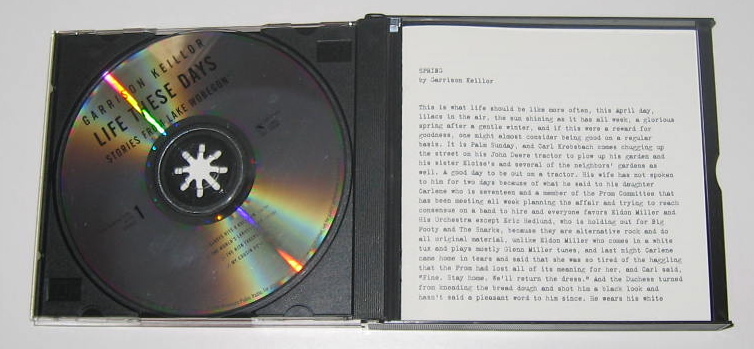 GARRISON KEILLOR
LIFE THESE DAYS
STORIES FROM LAKE WOBEGON
1
SPRING
by Garrison Keillor
This is what life should be like more often, this April day,
lilacs in the air, the sun shining as it has all week, a glorious
spring after a gentle winter, and if this were a reward for
goodness, one might almost consider being good on a regular
basis. It is Palm Sunday, and Carl Krebsbach comes chugging up
the street on his John Deere tractor to plow up his garden and
his sister Eloise's and several of the neighbors' gardens as
well. A good day to be out on a tractor. His wife has not spoken
to him for two days because of what he said to his daughter
Carlene who is seventeen and a member of the Prom Committee that
has been meeting all week planning the affair and trying to reach
consensus on a band to hire and everyone favors Eldon Miller and
His Orchestra except Eric Hedlund, who is holding out for Big
Footy and The Snarks, because they are alternative rock and do
all original material, unlike Eldon Miller who comes in a white
tux and plays mostly Glenn Miller tunes, and last night Carlene
came home in tears and said that she was so tired of the haggling
that the Prom had lost all of its meaning for her, and Carl said,
"Fine. Stay home. We'll return the dress." And the Duchess turned
from kneading the bread dough and shot him a black look and
hasn't said a pleasant word to him since. He wears his white